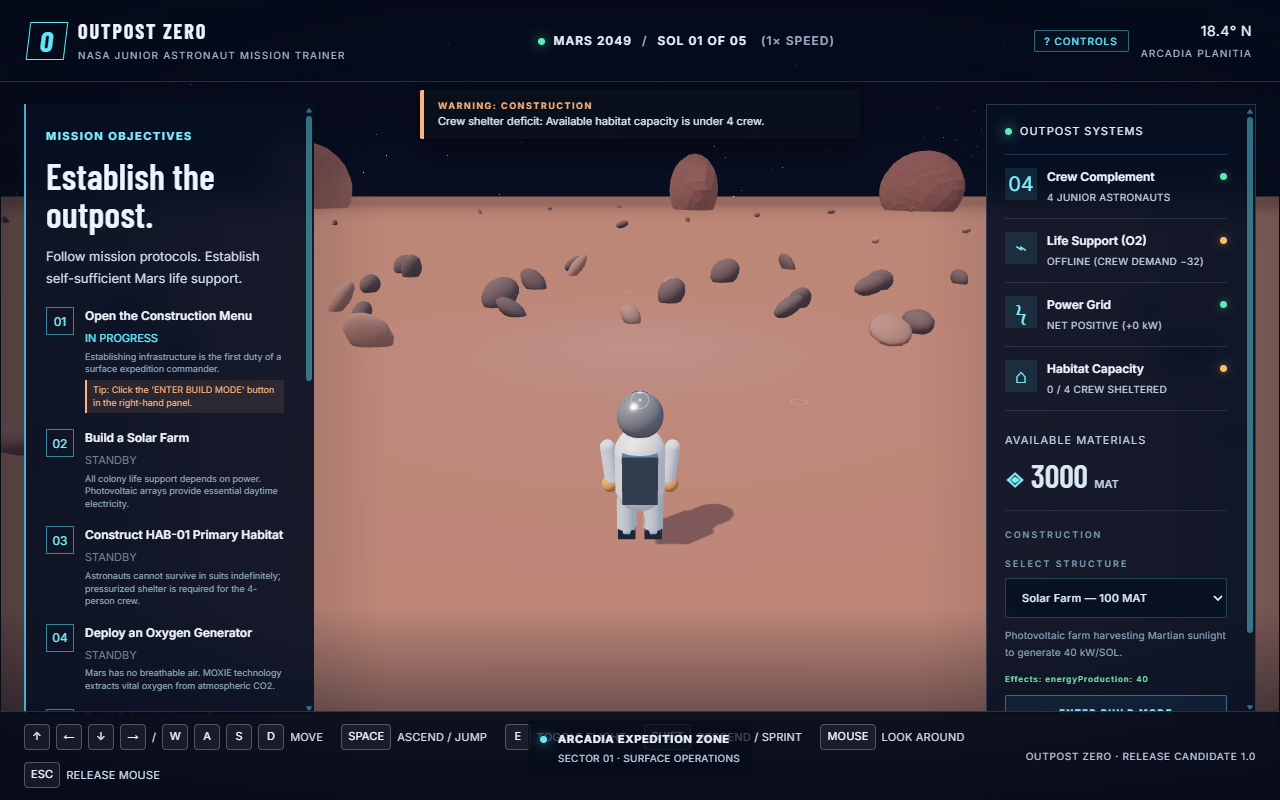 0
OUTPOST ZERO
NASA JUNIOR ASTRONAUT MISSION TRAINER
MARS 2049 / SOL 01 OF 05 (1× SPEED)
? CONTROLS
18.4° N
ARCADIA PLANITIA
WARNING: CONSTRUCTION
Crew shelter deficit: Available habitat capacity is under 4 crew.
MISSION OBJECTIVES
Establish the
outpost.
Follow mission protocols. Establish
self-sufficient Mars life support.
01
Open the Construction Menu
IN PROGRESS
Establishing infrastructure is the first duty of a
surface expedition commander.
Tip: Click the 'ENTER BUILD MODE' button
in the right-hand panel.
02
Build a Solar Farm
STANDBY
All colony life support depends on power.
Photovoltaic arrays provide essential daytime
electricity.
03
Construct HAB-01 Primary Habitat
STANDBY
Astronauts cannot survive in suits indefinitely;
pressurized shelter is required for the 4-
person crew.
04
Deploy an Oxygen Generator
STANDBY
Mars has no breathable air. MOXIE technology
extracts vital oxygen from atmospheric CO2.
OUTPOST SYSTEMS
04
Crew Complement
4 JUNIOR ASTRONAUTS
Life Support (O2)
OFFLINE (CREW DEMAND −32)
Power Grid
NET POSITIVE (+0 kW)
Habitat Capacity
0 / 4 CREW SHELTERED
AVAILABLE MATERIALS
3000 MAT
CONSTRUCTION
SELECT STRUCTURE
Solar Farm — 100 MAT
Photovoltaic farm harvesting Martian sunlight
to generate 40 kW/SOL.
Effects: energyProduction: 40
ENTER BUILD MODE
↑ ← ↓ → / W A S D MOVE SPACE ASCEND / JUMP E / SPRINT MOUSE LOOK AROUND
ARCADIA EXPEDITION ZONE
SECTOR 01 · SURFACE OPERATIONS
ESC RELEASE MOUSE
OUTPOST ZERO · RELEASE CANDIDATE 1.0